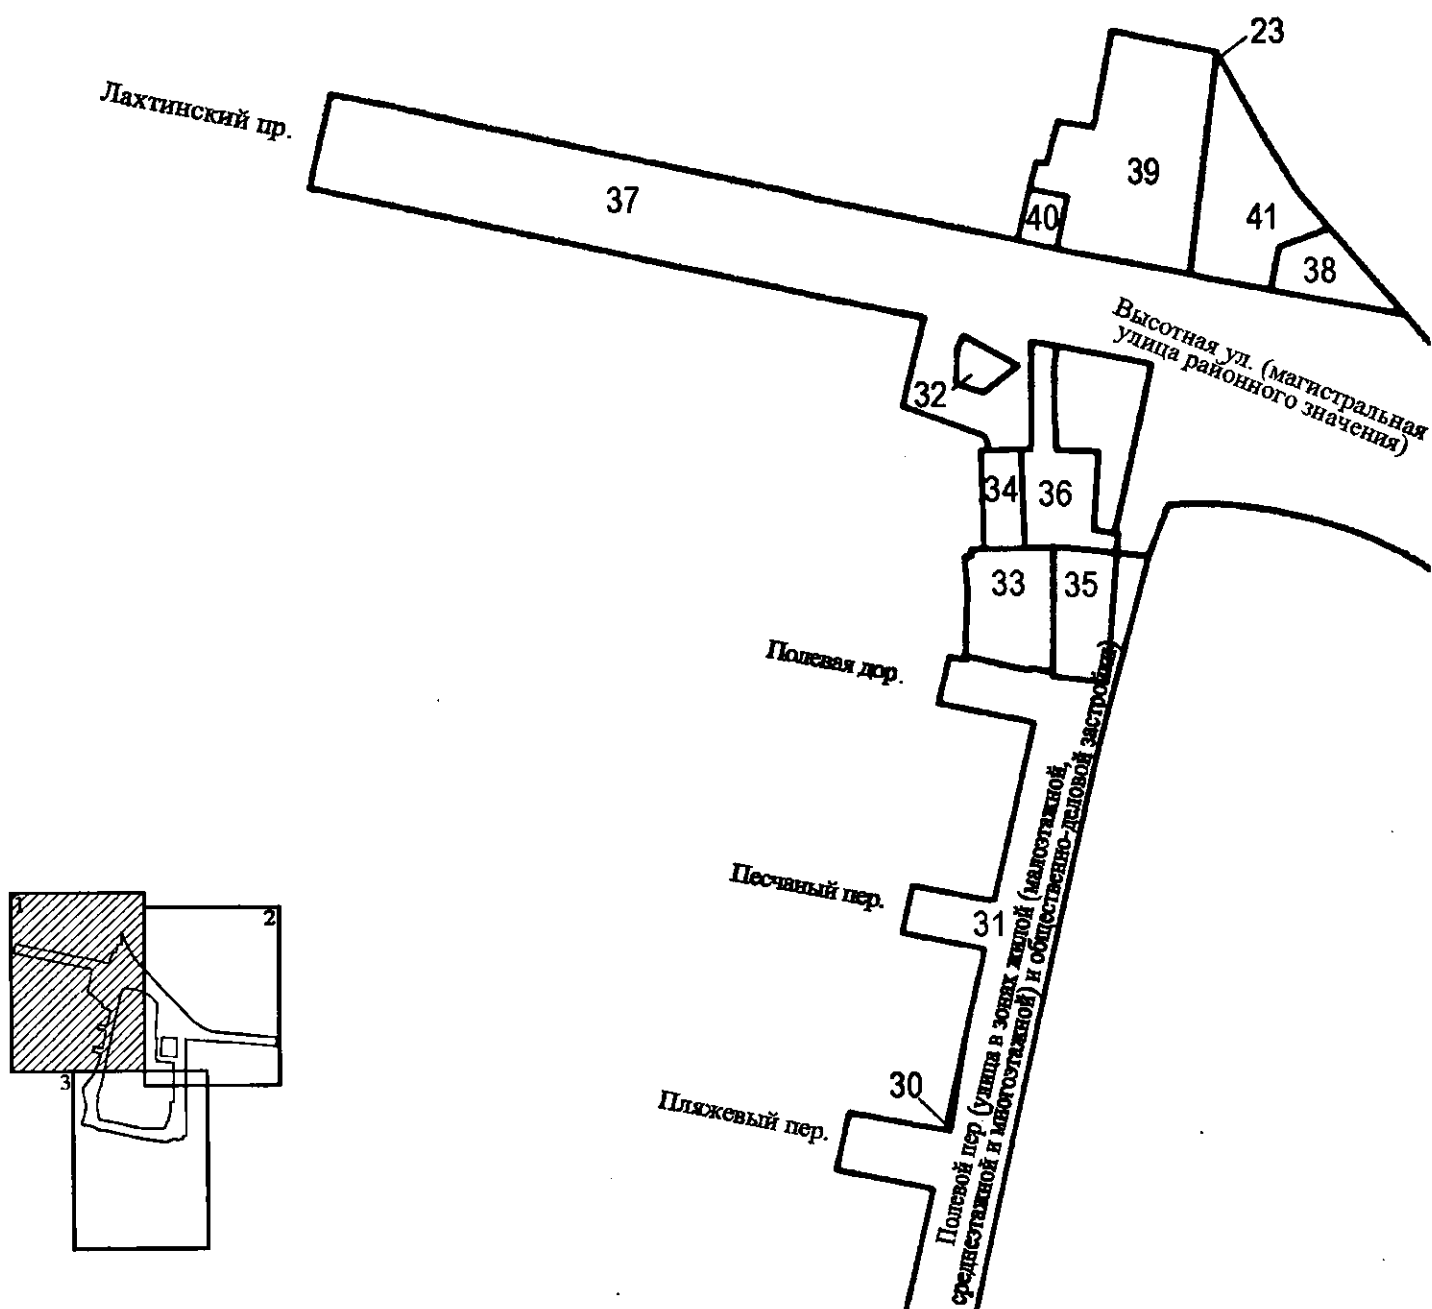 23
Лахтинский пр.
39
37
40
41
38
Высотная ул. (магистральная
улица районного значения)
32
34
36
33
35
Полевая дор.
Песчаный пер.
31
30
Пляжевый пер.
Полевой пер. (улица в зонах жилой (малоэтажной,
среднеэтажной и многоэтажной) и общественно-деловой застройки)
1
2
3